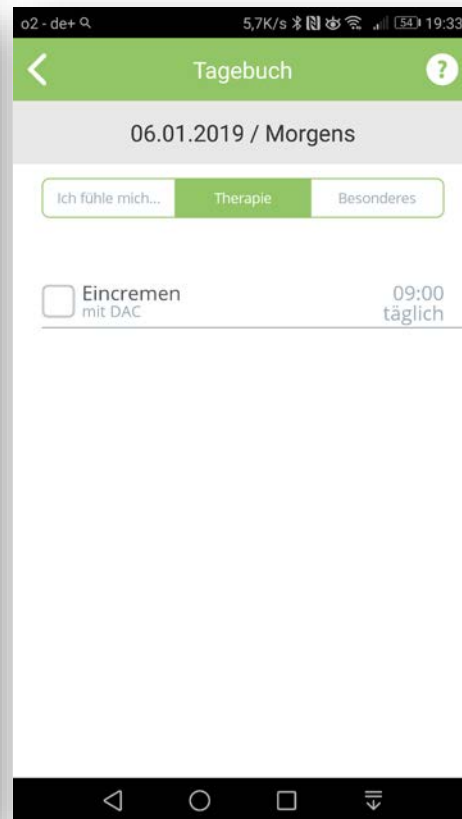 o2 - de+ 5,7K/s 54 19:33
Tagebuch ?
06.01.2019 / Morgens
Ich fühle mich... Therapie Besonderes
Eincremen 09:00
mit DAC täglich